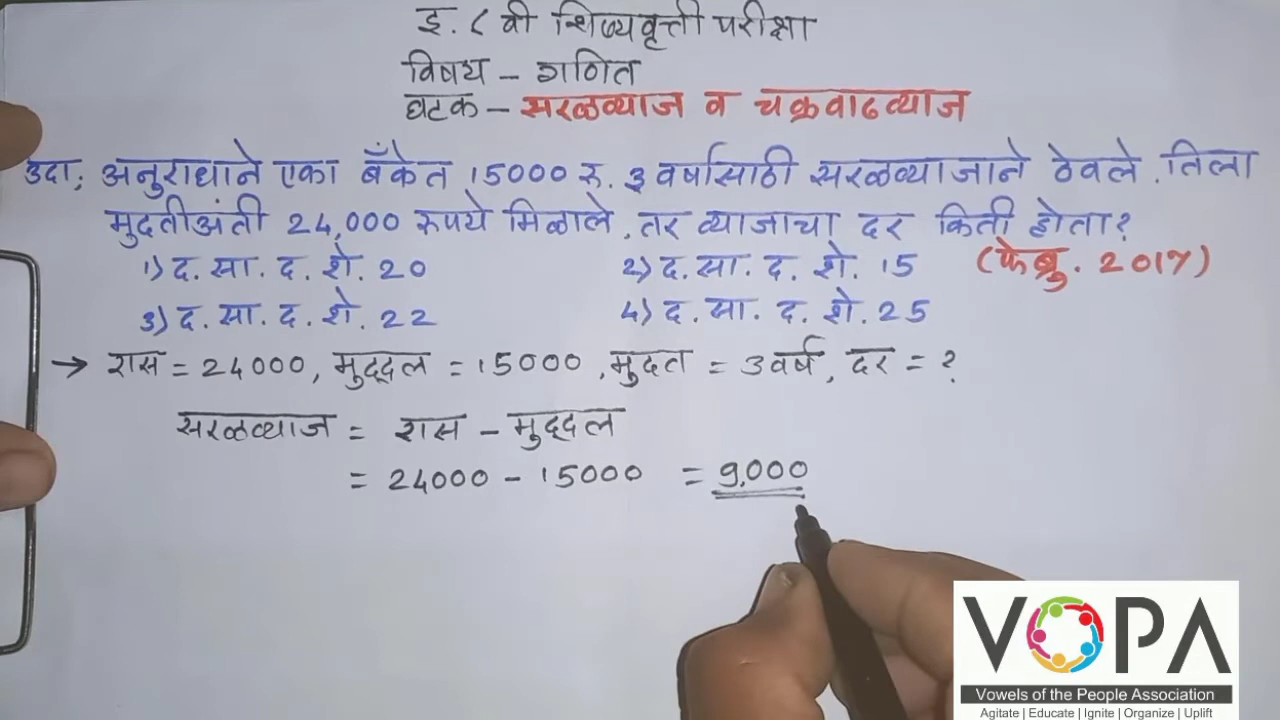 इ. ८ वी शिष्यवृत्ती परीक्षा
विषय – गणित
घटक – सरळव्याज व चक्रवाढव्याज
उदा; अनुराधाने एका बँकेत 15000 रु. 3 वर्षासाठी सरळव्याजाने ठेवले. तिला
मुदतीअंती 24,000 रूपये मिळाले. तर व्याजाचा दर किती होता?
1) द. सा. द. शे. 20 2) द. सा. द. शे. 15 (फेब्रु. 2017)
3) द. सा. द. शे. 22 4) द. सा. द. शे. 25
→ रास = 24000, मुद्दल = 15000, मुदत = 3 वर्ष, दर = ?
सरळव्याज = रास – मुद्दल
= 24000 – 15000 = 9,000
VOPA
Vowels of the People Association
Agitate | Educate | Ignite | Organize | Uplift